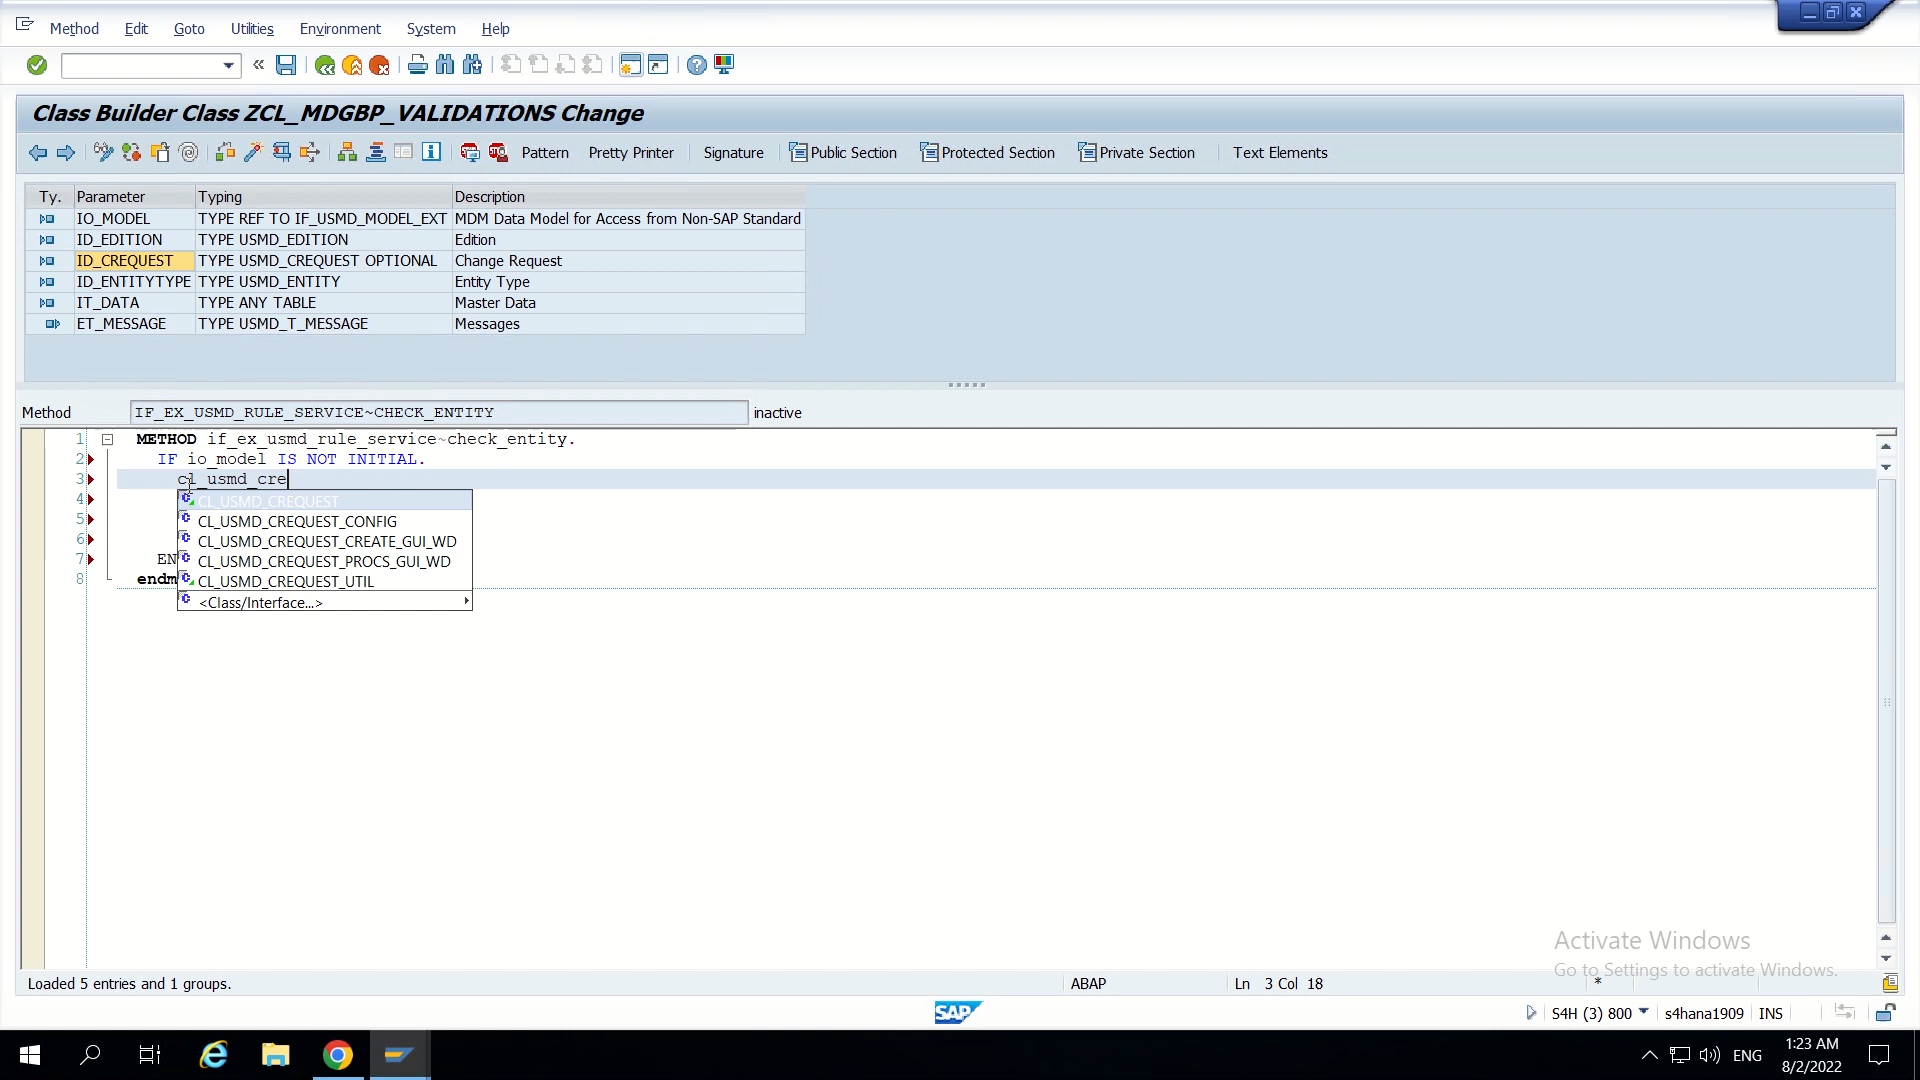 Method Edit Goto Utilities Environment System Help
Class Builder Class ZCL_MDGBP_VALIDATIONS Change
Pattern Pretty Printer Signature Public Section Protected Section Private Section Text Elements
Ty. Parameter Typing Description
IO_MODEL TYPE REF TO IF_USMD_MODEL_EXT MDM Data Model for Access from Non-SAP Standard
ID_EDITION TYPE USMD_EDITION Edition
ID_CREQUEST TYPE USMD_CREQUEST OPTIONAL Change Request
ID_ENTITYTYPE TYPE USMD_ENTITY Entity Type
IT_DATA TYPE ANY TABLE Master Data
ET_MESSAGE TYPE USMD_T_MESSAGE Messages
Method IF_EX_USMD_RULE_SERVICE~CHECK_ENTITY inactive
1 METHOD if_ex_usmd_rule_service~check_entity.
2 IF io_model IS NOT INITIAL.
3 cl_usmd_cre
4 CL_USMD_CREQUEST
5 CL_USMD_CREQUEST_CONFIG
6 CL_USMD_CREQUEST_CREATE_GUI_WD
7 EN CL_USMD_CREQUEST_PROCS_GUI_WD
8 endm CL_USMD_CREQUEST_UTIL
<Class/Interface...>
Activate Windows
Go to Settings to activate Windows.
Loaded 5 entries and 1 groups. ABAP Ln 3 Col 18 *
SAP
S4H (3) 800 s4hana1909 INS
ENG
1:23 AM
8/2/2022